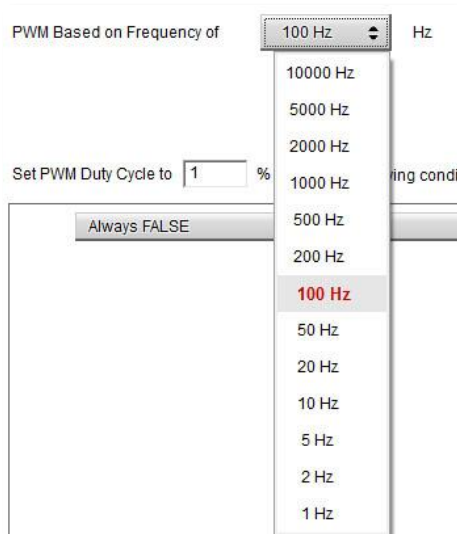 PWM Based on Frequency of 100 Hz Hz
10000 Hz
5000 Hz
2000 Hz
Set PWM Duty Cycle to 1 % ing condi
1000 Hz
500 Hz
Always FALSE
200 Hz
100 Hz
50 Hz
20 Hz
10 Hz
5 Hz
2 Hz
1 Hz